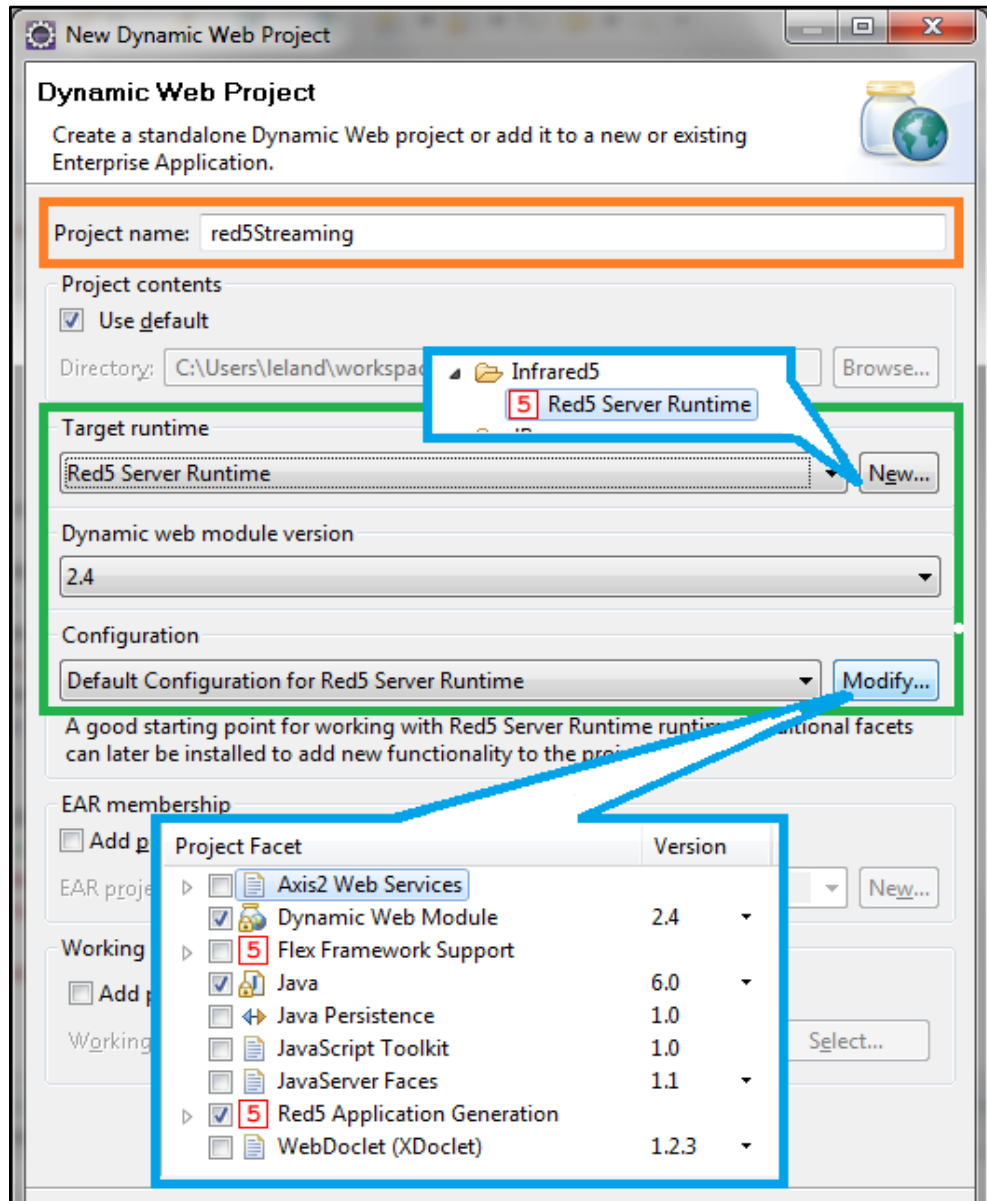 New Dynamic Web Project
Dynamic Web Project
Create a standalone Dynamic Web project or add it to a new or existing
Enterprise Application.
Project name: red5Streaming
Project contents
Use default
Directory: C:\Users\leland\workspac Browse...
Infrared5
5 Red5 Server Runtime
Target runtime
Red5 Server Runtime New...
Dynamic web module version
2.4
Configuration
Default Configuration for Red5 Server Runtime Modify...
A good starting point for working with Red5 Server Runtime facets
can later be installed to add new functionality to the
EAR membership
Add
EAR New...
Working
Add
Working Select...
Project Facet Version
Axis2 Web Services
Dynamic Web Module 2.4
5 Flex Framework Support
Java 6.0
Java Persistence 1.0
JavaScript Toolkit 1.0
JavaServer Faces 1.1
5 Red5 Application Generation
WebDoclet (XDoclet) 1.2.3